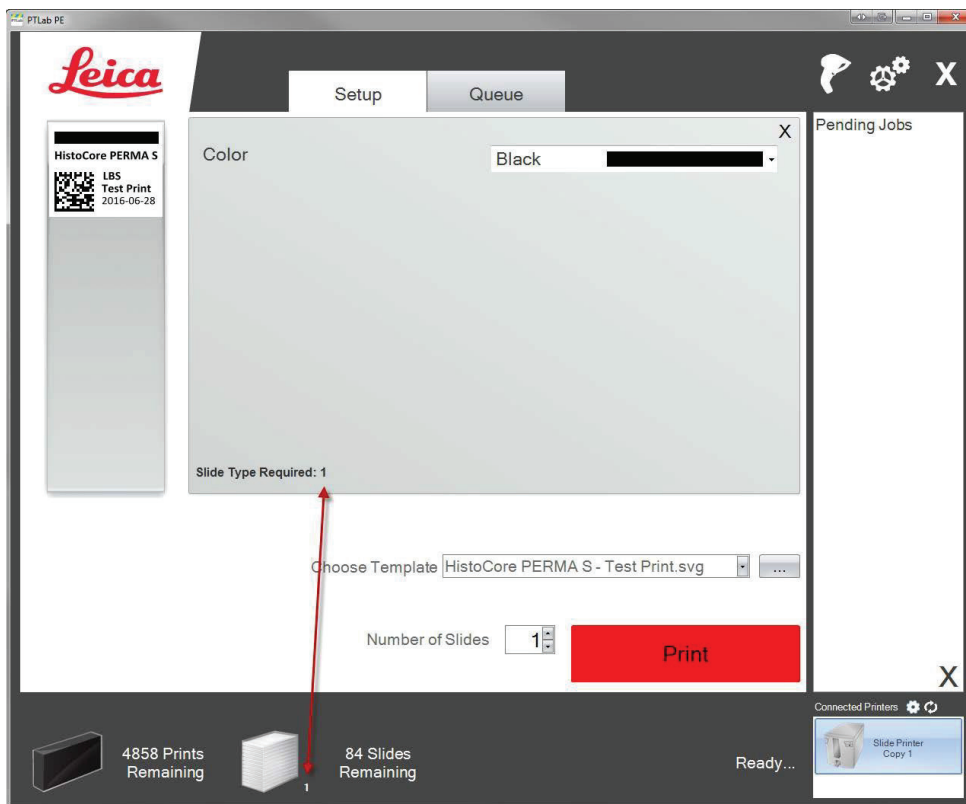 PTLab PE
Leica
Setup
Queue
X
HistoCore PERMA S
LBS
Test Print
2016-06-28
Color
Black
X
Pending Jobs
Slide Type Required: 1
Choose Template
HistoCore PERMA S - Test Print.svg
...
Number of Slides
1
Print
X
Connected Printers
4858 Prints
Remaining
1
84 Slides
Remaining
Ready...
Slide Printer
Copy 1